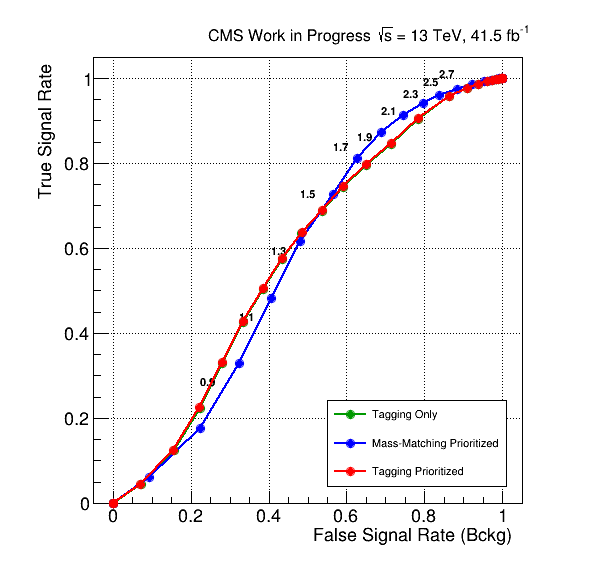 CMS Work in Progress √s = 13 TeV, 41.5 fb⁻¹
True Signal Rate
1
0.8
0.6
0.4
0.2
0
2.7
2.5
2.3
2.1
1.9
1.7
1.5
1.3
1.1
0.9
Tagging Only
Mass-Matching Prioritized
Tagging Prioritized
0 0.2 0.4 0.6 0.8 1
False Signal Rate (Bckg)